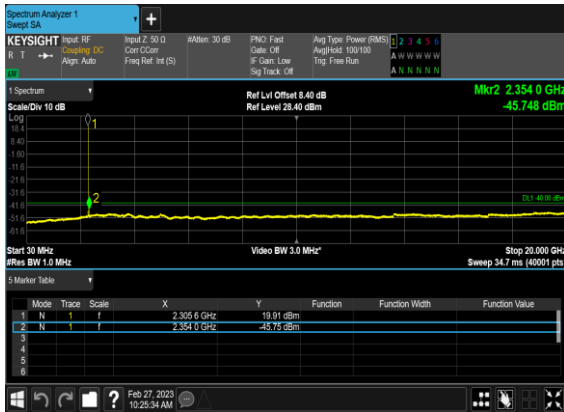 Spectrum Analyzer 1
Swept SA
+
KEYSIGHT
R T
Input: RF
Coupling: DC
Align: Auto
Input Z: 50 Ω
Corr CCorr
Freq Ref: Int (S)
#Atten: 30 dB
PNO: Fast
Gate: Off
IF Gain: Low
Sig Track: Off
Avg Type: Power (RMS)
Avg|Hold: 100/100
Trig: Free Run
1 2 3 4 5 6
A W W W W W
A N N N N N
1 Spectrum
Scale/Div 10 dB
Ref Lvl Offset 8.40 dB
Ref Level 28.40 dBm
Mkr2 2.354 0 GHz
-45.748 dBm
Log
18.4
8.40
-1.60
-11.6
-21.6
-31.6
-41.6
-51.6
-61.6
1
2
DL1 -40.00 dBm
Start 30 MHz
#Res BW 1.0 MHz
Video BW 3.0 MHz*
Stop 20.000 GHz
Sweep 34.7 ms (40001 pts)
5 Marker Table
Mode Trace Scale X Y Function Function Width Function Value
1 N 1 f 2.305 6 GHz 19.91 dBm
2 N 1 f 2.354 0 GHz -45.75 dBm
3
4
5
6
?
Feb 27, 2023
10:25:34 AM